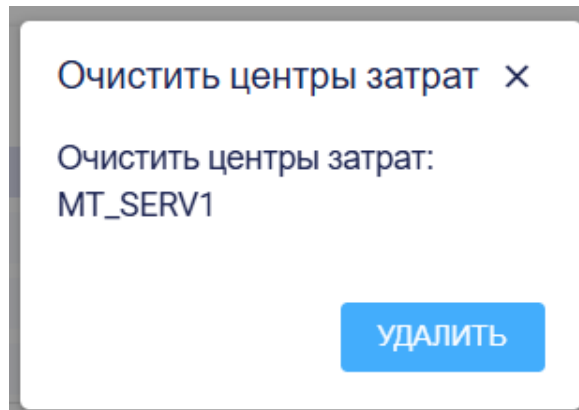 Очистить центры затрат ×
Очистить центры затрат:
MT_SERV1
УДАЛИТЬ